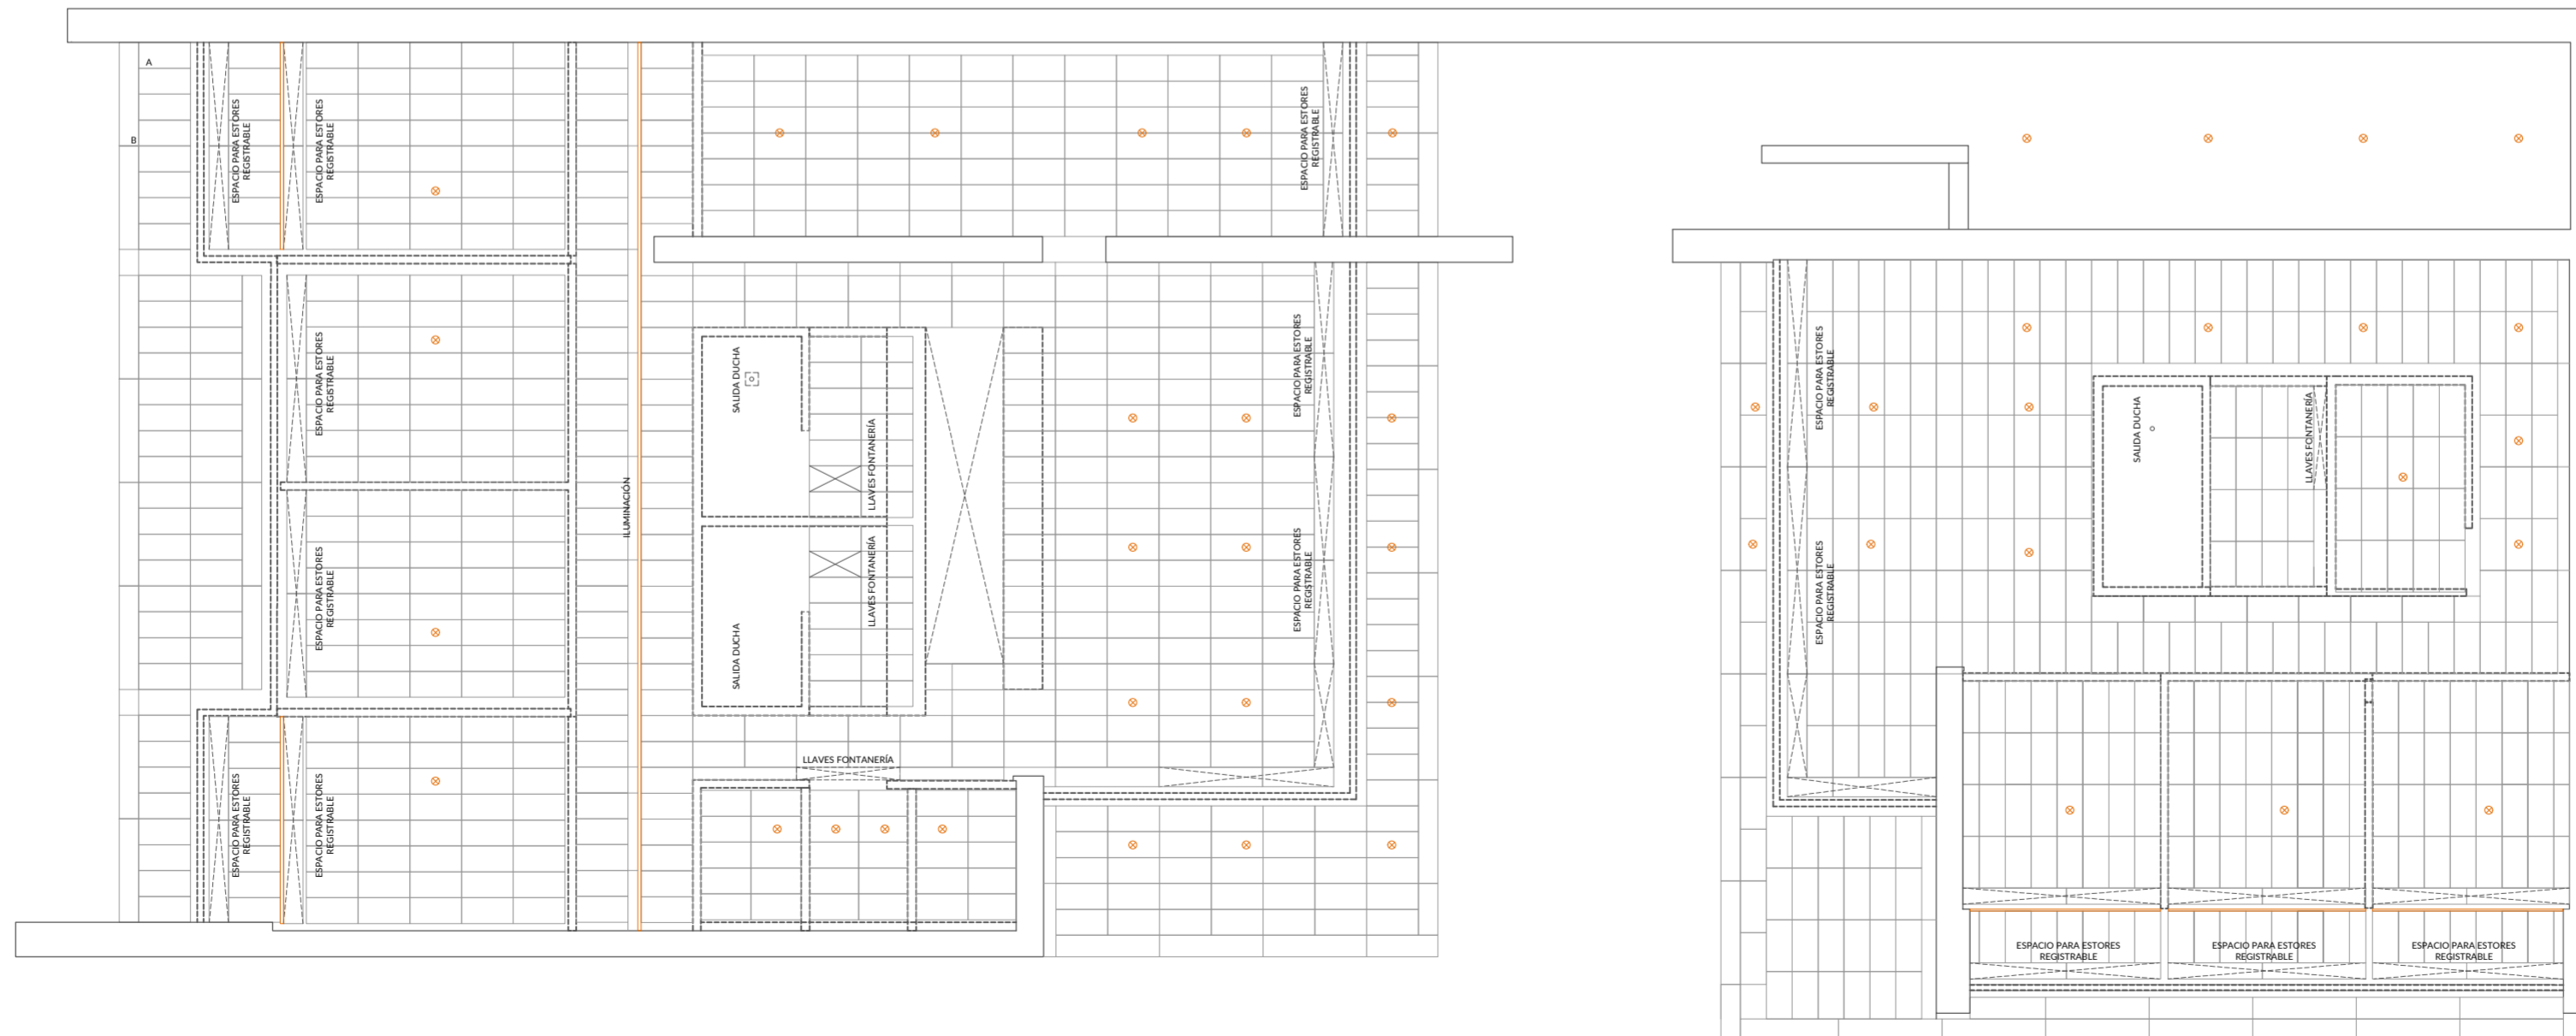 A
B
ESPACIO PARA ESTORES
REGISTRABLE
ESPACIO PARA ESTORES
REGISTRABLE
ESPACIO PARA ESTORES
REGISTRABLE
ESPACIO PARA ESTORES
REGISTRABLE
ESPACIO PARA ESTORES
REGISTRABLE
ESPACIO PARA ESTORES
REGISTRABLE
ESPACIO PARA ESTORES
REGISTRABLE
ILUMINACIÓN
SALIDA DUCHA
LLAVES FONTANERÍA
LLAVES FONTANERÍA
SALIDA DUCHA
LLAVES FONTANERÍA
ESPACIO PARA ESTORES
REGISTRABLE
ESPACIO PARA ESTORES
REGISTRABLE
ESPACIO PARA ESTORES
REGISTRABLE
ESPACIO PARA ESTORES
REGISTRABLE
SALIDA DUCHA
LLAVES FONTANERÍA
ESPACIO PARA ESTORES
REGISTRABLE
ESPACIO PARA ESTORES
REGISTRABLE
ESPACIO PARA ESTORES
REGISTRABLE